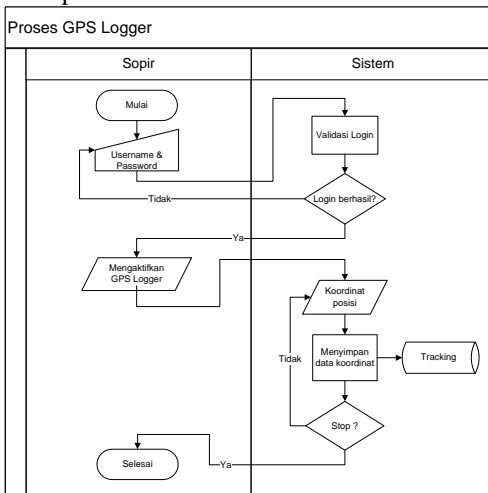 Proses GPS Logger
Sopir
Sistem
Mulai
Username &
Password
Validasi Login
Login berhasil?
Tidak
Ya
Mengaktifkan
GPS Logger
Koordinat
posisi
Menyimpan
data koordinat
Tracking
Tidak
Stop ?
Ya
Selesai